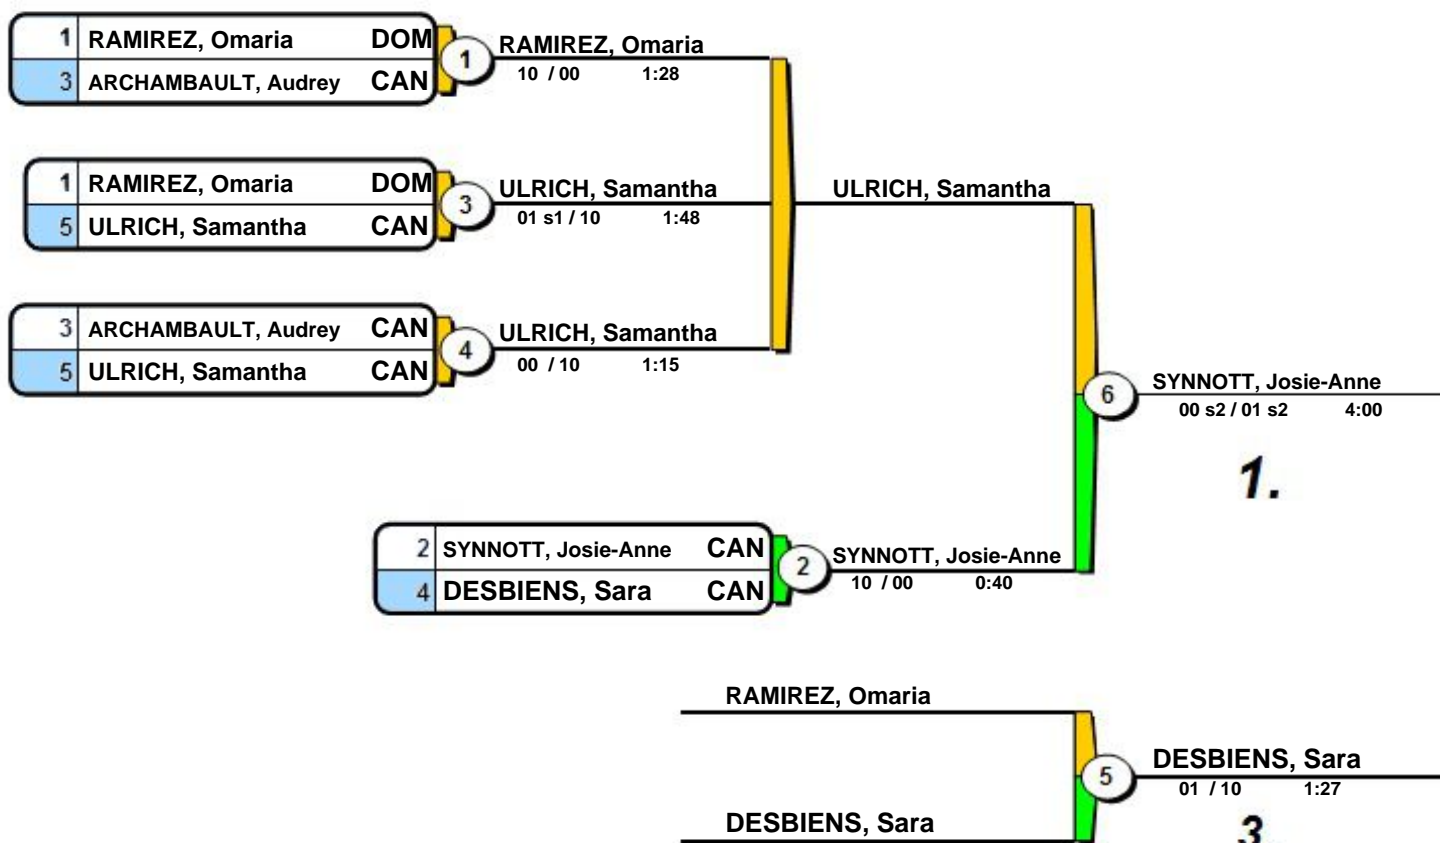 1 RAMIREZ, Omaria DOM
3 ARCHAMBAULT, Audrey CAN
1
RAMIREZ, Omaria
10 / 00 1:28
1 RAMIREZ, Omaria DOM
5 ULRICH, Samantha CAN
3
ULRICH, Samantha
01 s1 / 10 1:48
ULRICH, Samantha
3 ARCHAMBAULT, Audrey CAN
5 ULRICH, Samantha CAN
4
ULRICH, Samantha
00 / 10 1:15
6
SYNNOTT, Josie-Anne
00 s2 / 01 s2 4:00
1.
2 SYNNOTT, Josie-Anne CAN
4 DESBIENS, Sara CAN
2
SYNNOTT, Josie-Anne
10 / 00 0:40
RAMIREZ, Omaria
5
DESBIENS, Sara
01 / 10 1:27
DESBIENS, Sara
3.